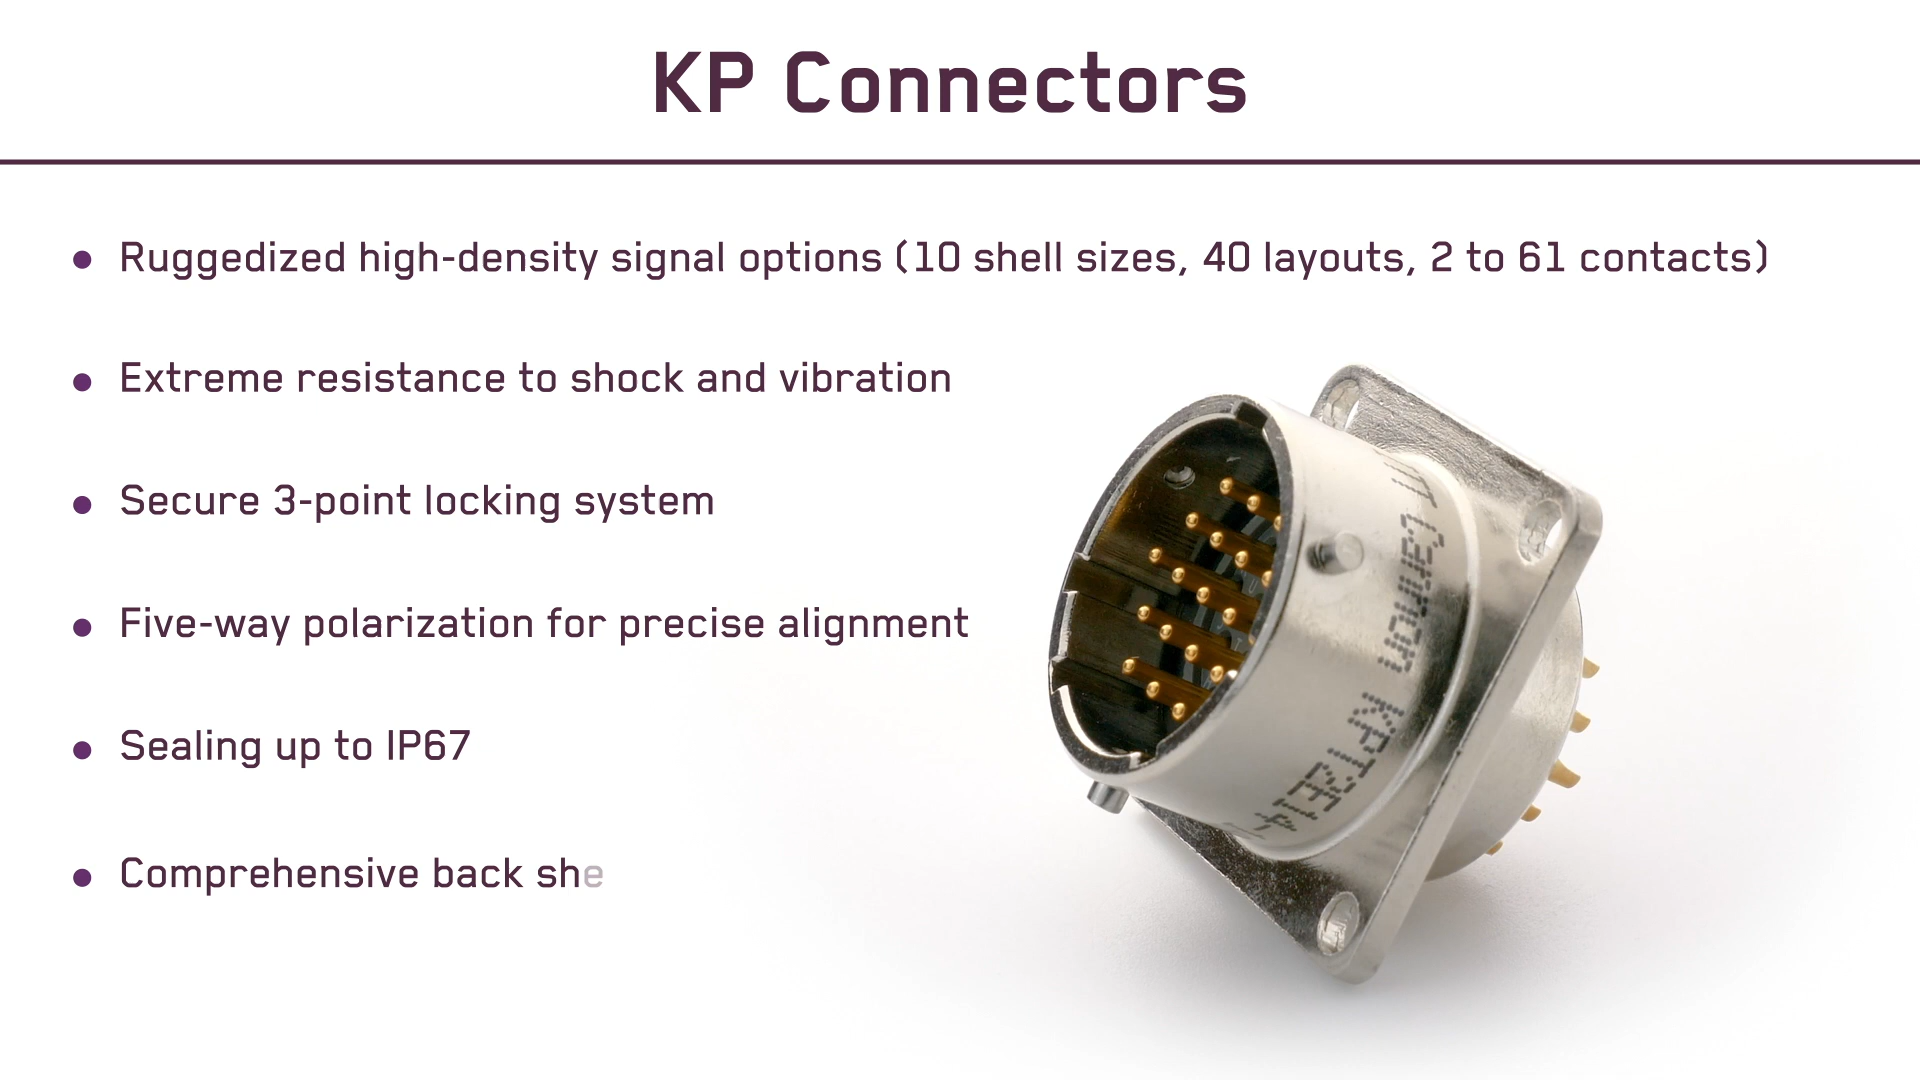 KP Connectors
Ruggedized high-density signal options (10 shell sizes, 40 layouts, 2 to 61 contacts)
Extreme resistance to shock and vibration
Secure 3-point locking system
Five-way polarization for precise alignment
Sealing up to IP67
Comprehensive back she